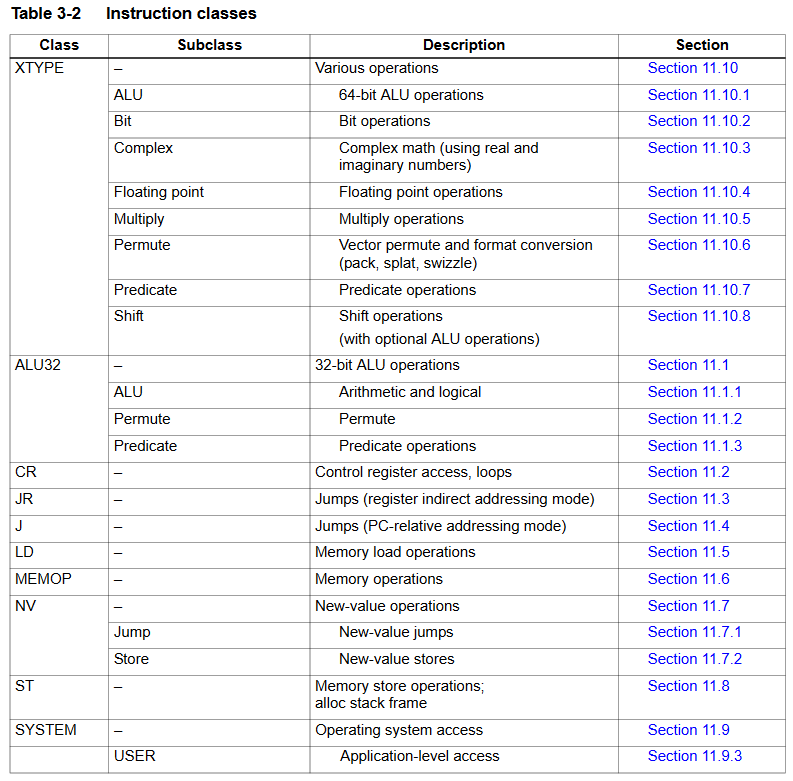 Table 3-2 Instruction classes
Class Subclass Description Section
XTYPE – Various operations Section 11.10
ALU 64-bit ALU operations Section 11.10.1
Bit Bit operations Section 11.10.2
Complex Complex math (using real and Section 11.10.3
imaginary numbers)
Floating point Floating point operations Section 11.10.4
Multiply Multiply operations Section 11.10.5
Permute Vector permute and format conversion Section 11.10.6
(pack, splat, swizzle)
Predicate Predicate operations Section 11.10.7
Shift Shift operations Section 11.10.8
(with optional ALU operations)
ALU32 – 32-bit ALU operations Section 11.1
ALU Arithmetic and logical Section 11.1.1
Permute Permute Section 11.1.2
Predicate Predicate operations Section 11.1.3
CR – Control register access, loops Section 11.2
JR – Jumps (register indirect addressing mode) Section 11.3
J – Jumps (PC-relative addressing mode) Section 11.4
LD – Memory load operations Section 11.5
MEMOP – Memory operations Section 11.6
NV – New-value operations Section 11.7
Jump New-value jumps Section 11.7.1
Store New-value stores Section 11.7.2
ST – Memory store operations; Section 11.8
alloc stack frame
SYSTEM – Operating system access Section 11.9
USER Application-level access Section 11.9.3